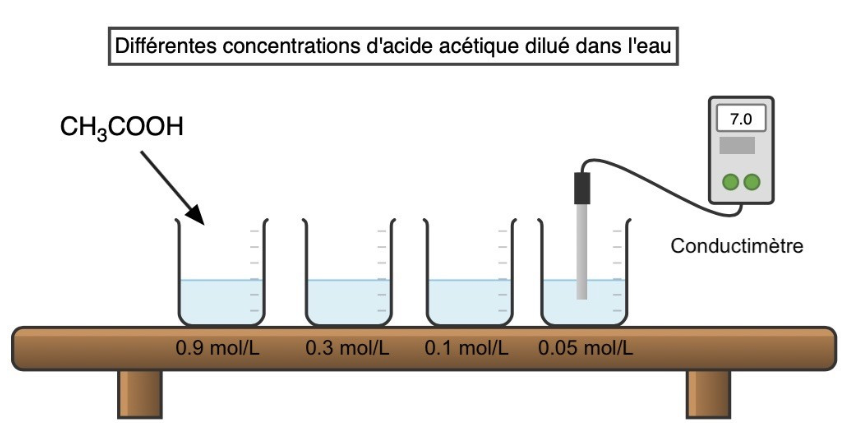 Différentes concentrations d'acide acétique dilué dans l'eau
CH₃COOH
7.0
Conductimètre
0.9 mol/L
0.3 mol/L
0.1 mol/L
0.05 mol/L